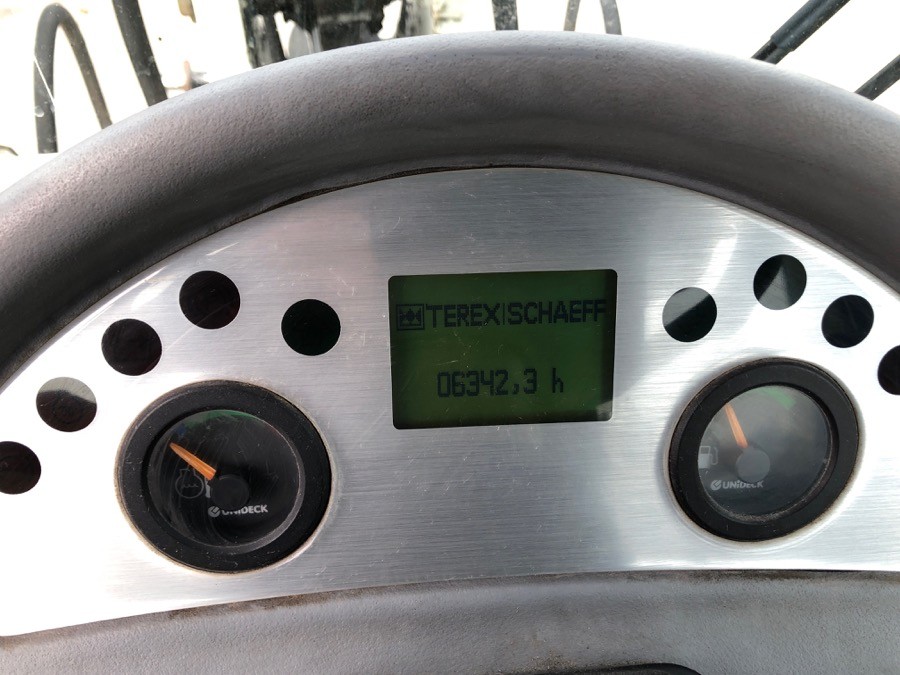 TEREX|SCHAEFF
06342,3 h
UNiDECK
UNiDECK